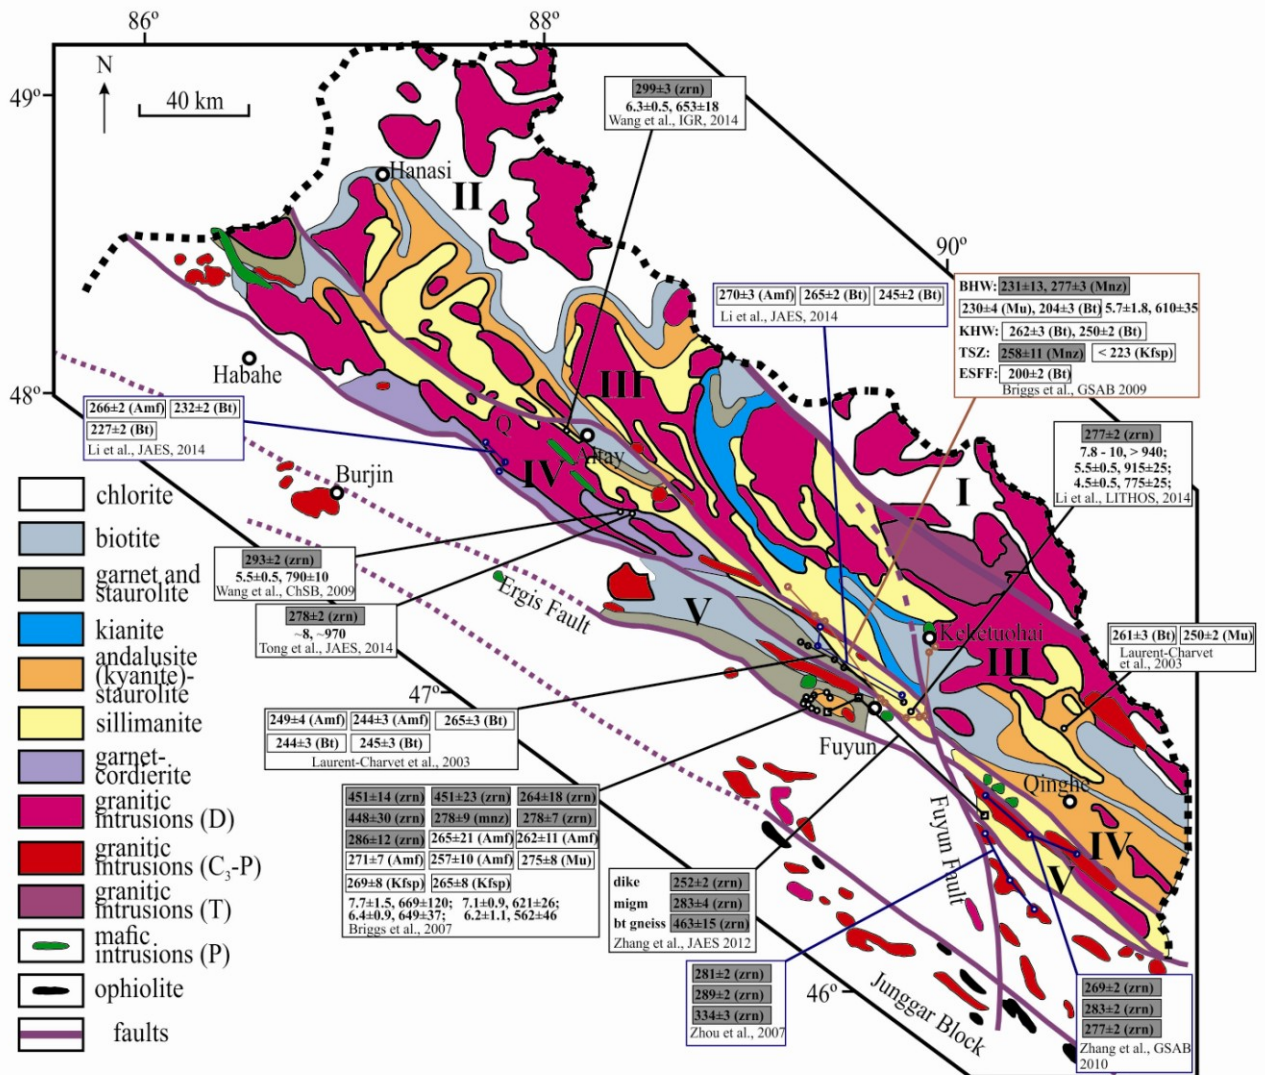 86º
88º
N
49º
40 km
299±3 (zrn)
6.3±0.5, 653±18
Wang et al., IGR, 2014
Hanasi
II
90º
270±3 (Amf) 265±2 (Bt) 245±2 (Bt)
Li et al., JAES, 2014
BHW: 231±13, 277±3 (Mnz)
230±4 (Mu), 204±3 (Bt) 5.7±1.8, 610±35
KHW: 262±3 (Bt), 250±2 (Bt)
TSZ: 258±11 (Mnz) < 223 (Kfsp)
ESFF: 200±2 (Bt)
Briggs et al., GSAB 2009
Habahe
48º
III
266±2 (Amf) 232±2 (Bt)
227±2 (Bt)
Li et al., JAES, 2014
Q
Altay
277±2 (zrn)
7.8 - 10, > 940;
5.5±0.5, 915±25;
4.5±0.5, 775±25;
Li et al., LITHOS, 2014
IV
Burjin
I
chlorite
biotite
garnet and
staurolite
kianite
andalusite
(kyanite)-
staurolite
sillimanite
garnet-
cordierite
granitic
intrusions (D)
granitic
intrusions (C3-P)
granitic
intrusions (T)
mafic
intrusions (P)
ophiolite
faults
293±2 (zrn)
5.5±0.5, 790±10
Wang et al., ChSB, 2009
278±2 (zrn)
~8, ~970
Tong et al., JAES, 2014
Ergis Fault
V
Keketuohai
III
261±3 (Bt) 250±2 (Mu)
Laurent-Charvet
et al., 2003
47º
249±4 (Amf) 244±3 (Amf) 265±3 (Bt)
244±3 (Bt) 245±3 (Bt)
Laurent-Charvet et al., 2003
Fuyun
Qinghe
Fuyun Fault
IV
V
451±14 (zrn) 451±23 (zrn) 264±18 (zrn)
448±30 (zrn) 278±9 (mnz) 278±7 (zrn)
286±12 (zrn) 265±21 (Amf) 262±11 (Amf)
271±7 (Amf) 257±10 (Amf) 275±8 (Mu)
269±8 (Kfsp) 265±8 (Kfsp)
7.7±1.5, 669±120; 7.1±0.9, 621±26;
6.4±0.9, 649±37; 6.2±1.1, 562±46
Briggs et al., 2007
dike 252±2 (zrn)
migm 283±4 (zrn)
bt gneiss 463±15 (zrn)
Zhang et al., JAES 2012
281±2 (zrn)
289±2 (zrn)
334±3 (zrn)
Zhou et al., 2007
46º
Junggar Block
269±2 (zrn)
283±2 (zrn)
277±2 (zrn)
Zhang et al., GSAB
2010